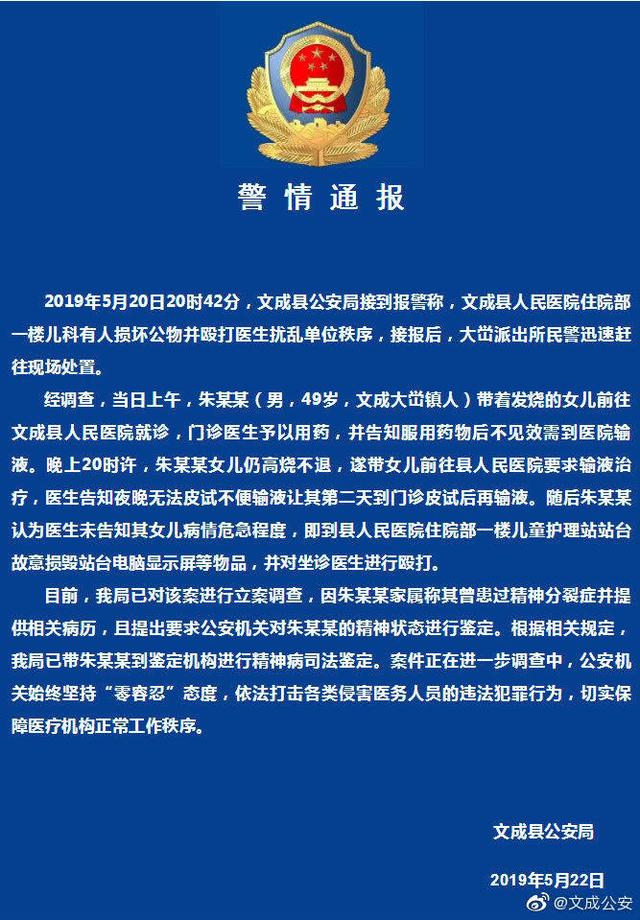 警情通报
2019年5月20日20时42分，文成县公安局接到报警称，文成县人民医院住院部
一楼儿科有人损坏公物并殴打医生扰乱单位秩序，接报后，大峃派出所民警迅速赶
往现场处置。
经调查，当日上午，朱某某（男，49岁，文成大峃镇人）带着发烧的女儿前往
文成县人民医院就诊，门诊医生予以用药，并告知服用药物后不见效需到医院输
液。晚上20时许，朱某某女儿仍高烧不退，遂带女儿前往县人民医院要求输液治
疗，医生告知夜晚无法皮试不便输液让其第二天到门诊皮试后再输液。随后朱某某
认为医生未告知其女儿病情危急程度，即到县人民医院住院部一楼儿童护理站站台
故意损毁站台电脑显示屏等物品，并对坐诊医生进行殴打。
目前，我局已对该案进行立案调查，因朱某某家属称其曾患过精神分裂症并提
供相关病历，且提出要求公安机关对朱某某的精神状态进行鉴定。根据相关规定，
我局已带朱某某到鉴定机构进行精神病司法鉴定。案件正在进一步调查中，公安机
关始终坚持“零容忍”态度，依法打击各类侵害医务人员的违法犯罪行为，切实保
障医疗机构正常工作秩序。
文成县公安局
2019年5月22日
@文成公安